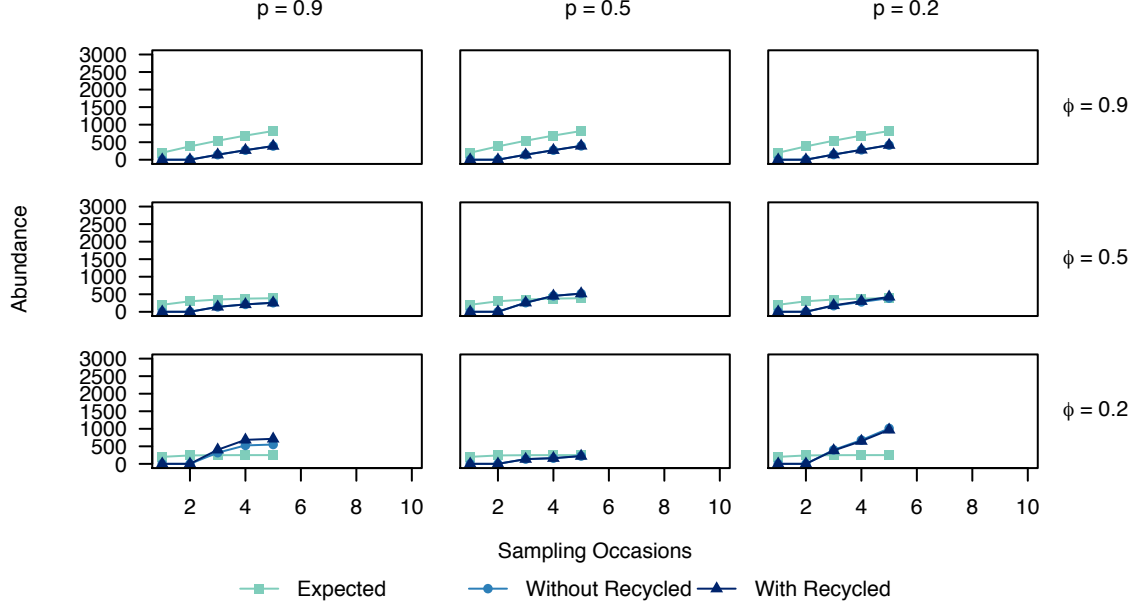 p = 0.9 p = 0.5 p = 0.2
3000
2500
2000
1500
1000
500
0
ϕ = 0.9
3000
2500
2000
1500
1000
500
0
ϕ = 0.5
3000
2500
2000
1500
1000
500
0
ϕ = 0.2
Abundance
2 4 6 8 10 2 4 6 8 10 2 4 6 8 10
Sampling Occasions
Expected Without Recycled With Recycled